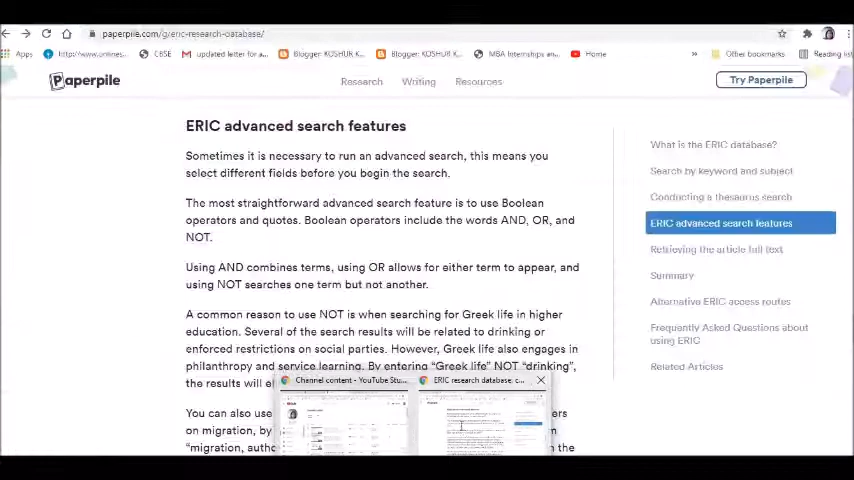 paperpile.com/g/eric-research-database/
Apps
http://www.onlines...
CBSE
updated letter for a...
Blogger: KOSHUR K...
Blogger: KOSHUR K...
MBA Internships an...
Home
»
Other bookmarks
Reading list
Paperpile
Research
Writing
Resources
Try Paperpile
ERIC advanced search features
Sometimes it is necessary to run an advanced search, this means you
select different fields before you begin the search.
The most straightforward advanced search feature is to use Boolean
operators and quotes. Boolean operators include the words AND, OR, and
NOT.
Using AND combines terms, using OR allows for either term to appear, and
using NOT searches one term but not another.
A common reason to use NOT is when searching for Greek life in higher
education. Several of the search results will be related to drinking or
enforced restrictions on social parties. However, Greek life also engages in
philanthropy and service learning. By entering “Greek life” NOT “drinking”,
the results will
You can also use
on migration, by
“migration, autho
ers
in the
What is the ERIC database?
Search by keyword and subject
Conducting a thesaurus search
ERIC advanced search features
Retrieving the article full text
Summary
Alternative ERIC access routes
Frequently Asked Questions about
using ERIC
Related Articles
Channel content - YouTube Stu...
ERIC research database: c...